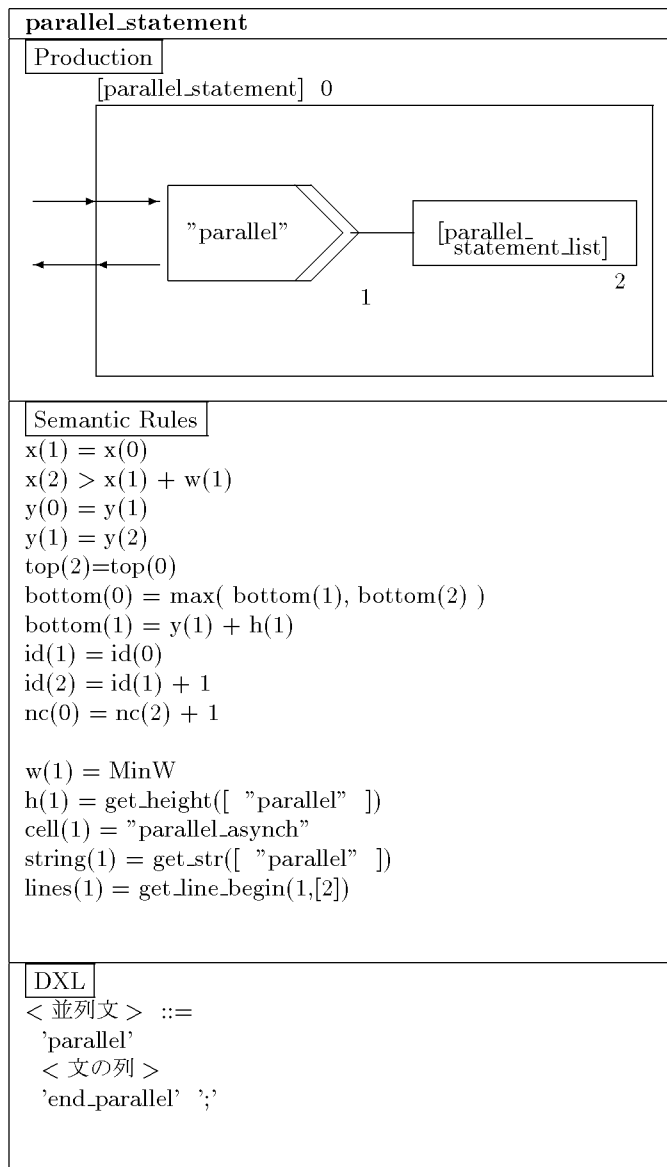 parallel_statement
Production
[parallel_statement] 0
"parallel"
[parallel_
statement_list]
1
2
Semantic Rules
x(1) = x(0)
x(2) > x(1) + w(1)
y(0) = y(1)
y(1) = y(2)
top(2)=top(0)
bottom(0) = max( bottom(1), bottom(2) )
bottom(1) = y(1) + h(1)
id(1) = id(0)
id(2) = id(1) + 1
nc(0) = nc(2) + 1
w(1) = MinW
h(1) = get_height([ "parallel" ])
cell(1) = "parallel_asynch"
string(1) = get_str([ "parallel" ])
lines(1) = get_line_begin(1,[2])
DXL
< 並列文 > ::=
'parallel'
< 文の列 >
'end_parallel' ';'